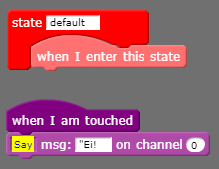 state default
when I enter this state
when I am touched
Say msg: "Ei! on channel 0